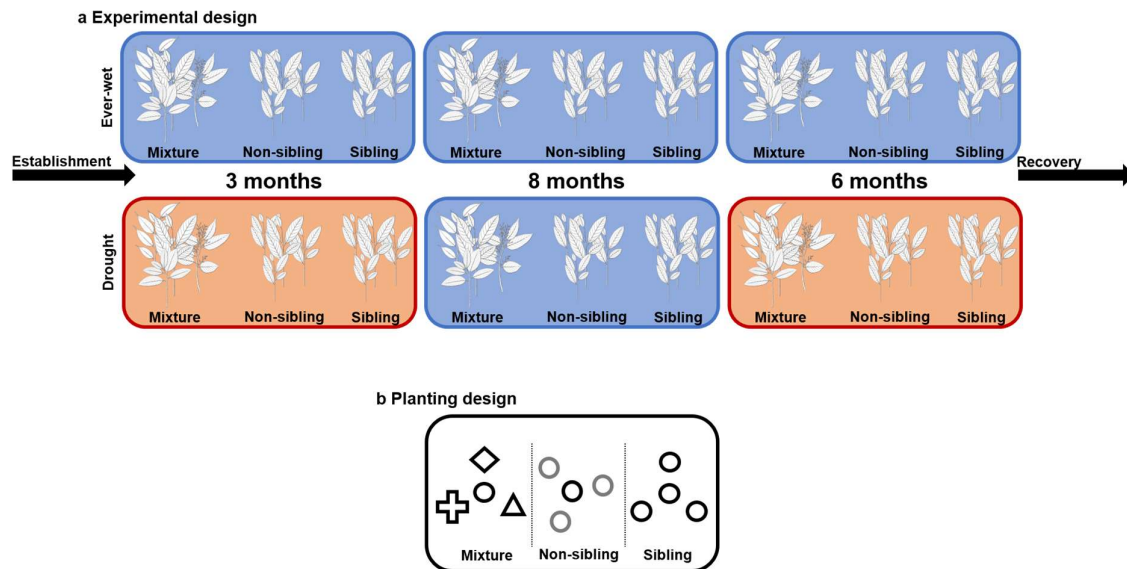 a Experimental design
Ever-wet
Mixture Non-sibling Sibling Mixture Non-sibling Sibling Mixture Non-sibling Sibling
Establishment 3 months 8 months 6 months Recovery
Drought
Mixture Non-sibling Sibling Mixture Non-sibling Sibling Mixture Non-sibling Sibling
b Planting design
Mixture Non-sibling Sibling